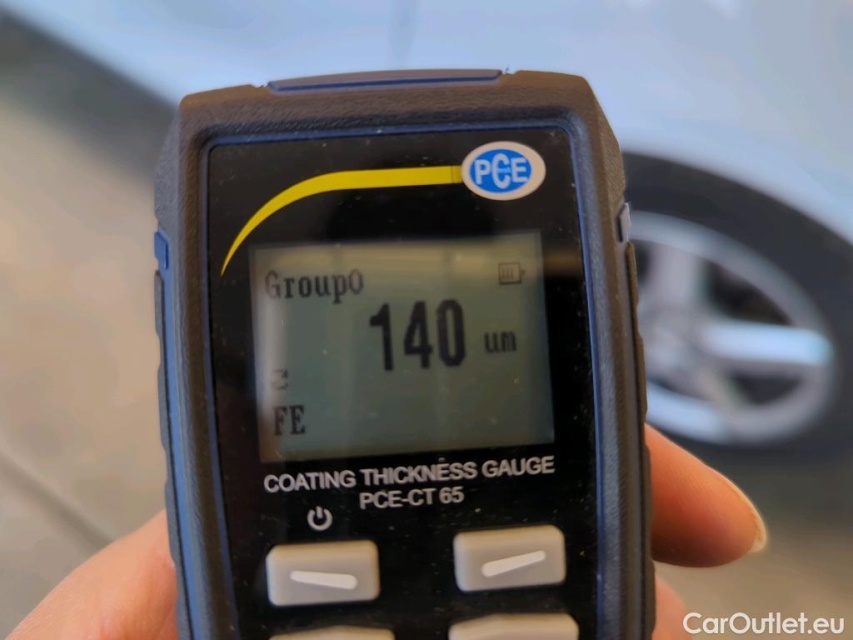 PCE
Group0
140 um
FE
COATING THICKNESS GAUGE
PCE-CT 65
CarOutlet.eu